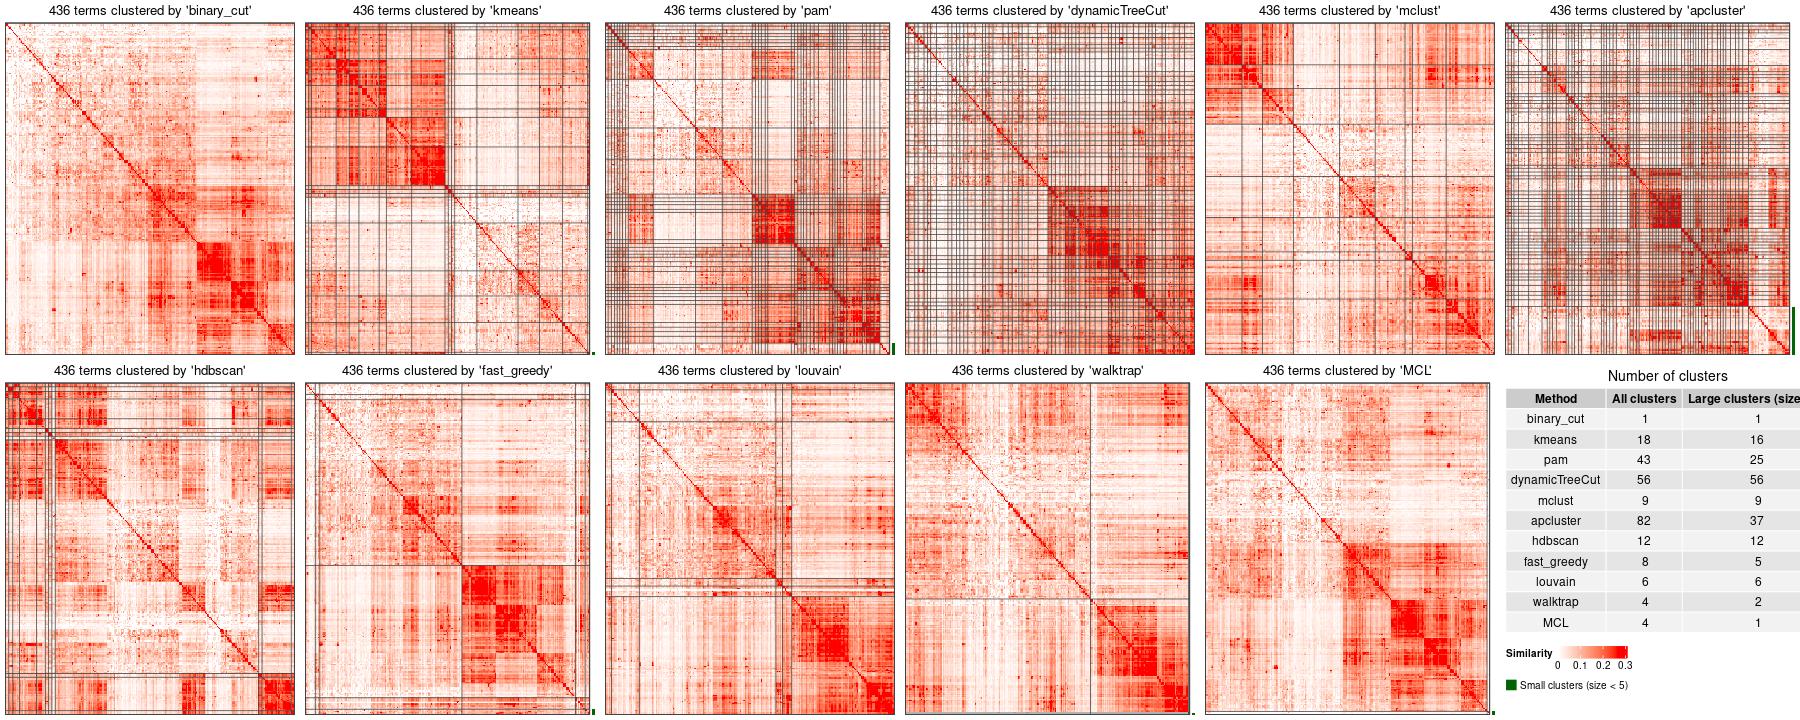 436 terms clustered by 'binary_cut'
436 terms clustered by 'kmeans'
436 terms clustered by 'pam'
436 terms clustered by 'dynamicTreeCut'
436 terms clustered by 'mclust'
436 terms clustered by 'apcluster'
436 terms clustered by 'hdbscan'
436 terms clustered by 'fast_greedy'
436 terms clustered by 'louvain'
436 terms clustered by 'walktrap'
436 terms clustered by 'MCL'
Number of clusters
Method All clusters Large clusters (size
binary_cut 1 1
kmeans 18 16
pam 43 25
dynamicTreeCut 56 56
mclust 9 9
apcluster 82 37
hdbscan 12 12
fast_greedy 8 5
louvain 6 6
walktrap 4 2
MCL 4 1
Similarity
0 0.1 0.2 0.3
Small clusters (size < 5)